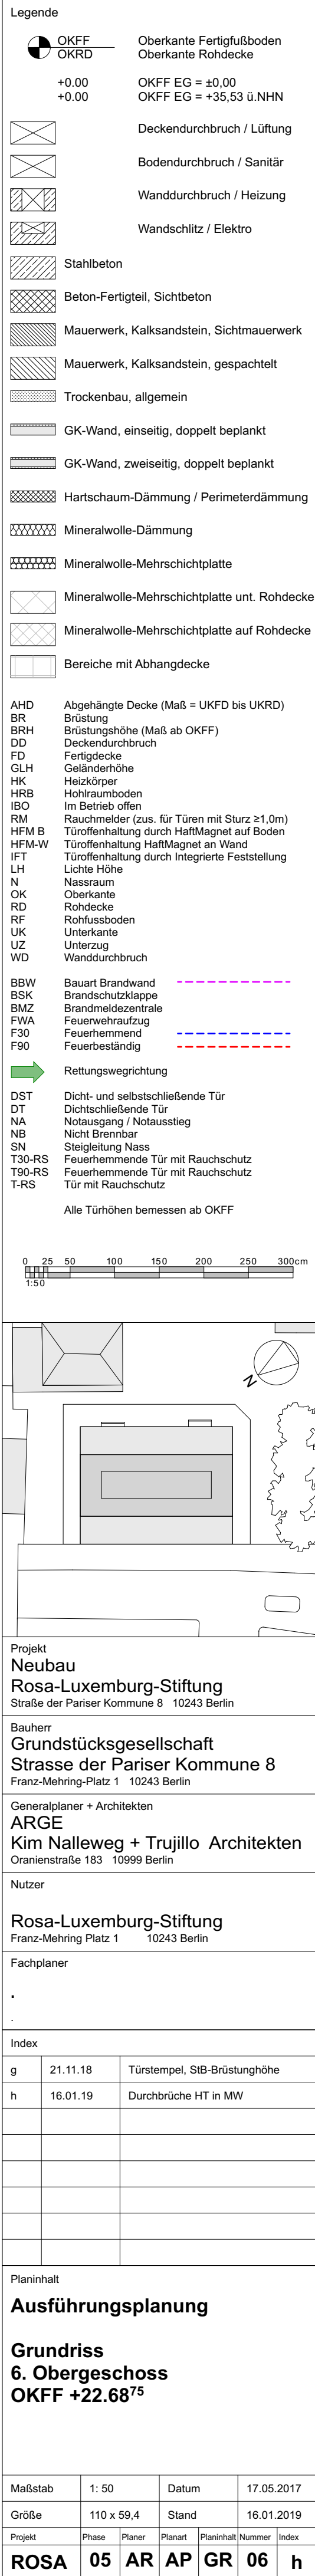 Legende
OKFF Oberkante Fertigfußboden
OKRD Oberkante Rohdecke
+0.00 OKFF EG = ±0,00
+0.00 OKFF EG = +35,53 ü.NHN
Deckendurchbruch / Lüftung
Bodendurchbruch / Sanitär
Wanddurchbruch / Heizung
Wandschlitz / Elektro
Stahlbeton
Beton-Fertigteil, Sichtbeton
Mauerwerk, Kalksandstein, Sichtmauerwerk
Mauerwerk, Kalksandstein, gespachtelt
Trockenbau, allgemein
GK-Wand, einseitig, doppelt beplankt
GK-Wand, zweiseitig, doppelt beplankt
Hartschaum-Dämmung / Perimeterdämmung
Mineralwolle-Dämmung
Mineralwolle-Mehrschichtplatte
Mineralwolle-Mehrschichtplatte unt. Rohdecke
Mineralwolle-Mehrschichtplatte auf Rohdecke
Bereiche mit Abhangdecke
AHD Abgehängte Decke (Maß = UKFD bis UKRD)
BR Brüstung
BRH Brüstungshöhe (Maß ab OKFF)
DD Deckendurchbruch
FD Fertigdecke
GLH Geländerhöhe
HK Heizkörper
HRB Hohlraumboden
IBO Im Betrieb offen
RM Rauchmelder (zus. für Türen mit Sturz ≥1,0m)
HFM B Türoffenhaltung durch HaftMagnet auf Boden
HFM-W Türoffenhaltung HaftMagnet an Wand
IFT Türoffenhaltung durch Integrierte Feststellung
LH Lichte Höhe
N Nassraum
OK Oberkante
RD Rohdecke
RF Rohfussboden
UK Unterkante
UZ Unterzug
WD Wanddurchbruch
BBW Bauart Brandwand
BSK Brandschutzklappe
BMZ Brandmeldezentrale
FWA Feuerwehraufzug
F30 Feuerhemmend
F90 Feuerbeständig
Rettungswegrichtung
DST Dicht- und selbstschließende Tür
DT Dichtschließende Tür
NA Notausgang / Notausstieg
NB Nicht Brennbar
SN Steigleitung Nass
T30-RS Feuerhemmende Tür mit Rauchschutz
T90-RS Feuerhemmende Tür mit Rauchschutz
T-RS Tür mit Rauchschutz
Alle Türhöhen bemessen ab OKFF
0 25 50 100 150 200 250 300cm
1:50
N
Projekt
Neubau
Rosa-Luxemburg-Stiftung
Straße der Pariser Kommune 8 10243 Berlin
Bauherr
Grundstücksgesellschaft
Strasse der Pariser Kommune 8
Franz-Mehring-Platz 1 10243 Berlin
Generalplaner + Architekten
ARGE
Kim Nalleweg + Trujillo Architekten
Oranienstraße 183 10999 Berlin
Nutzer
Rosa-Luxemburg-Stiftung
Franz-Mehring Platz 1 10243 Berlin
Fachplaner
.
.
Index
g 21.11.18 Türstempel, StB-Brüstunghöhe
h 16.01.19 Durchbrüche HT in MW
Planinhalt
Ausführungsplanung
Grundriss
6. Obergeschoss
OKFF +22.68⁷⁵
Maßstab 1: 50 Datum 17.05.2017
Größe 110 x 59,4 Stand 16.01.2019
Projekt Phase Planer Planart Planinhalt Nummer Index
ROSA 05 AR AP GR 06 h